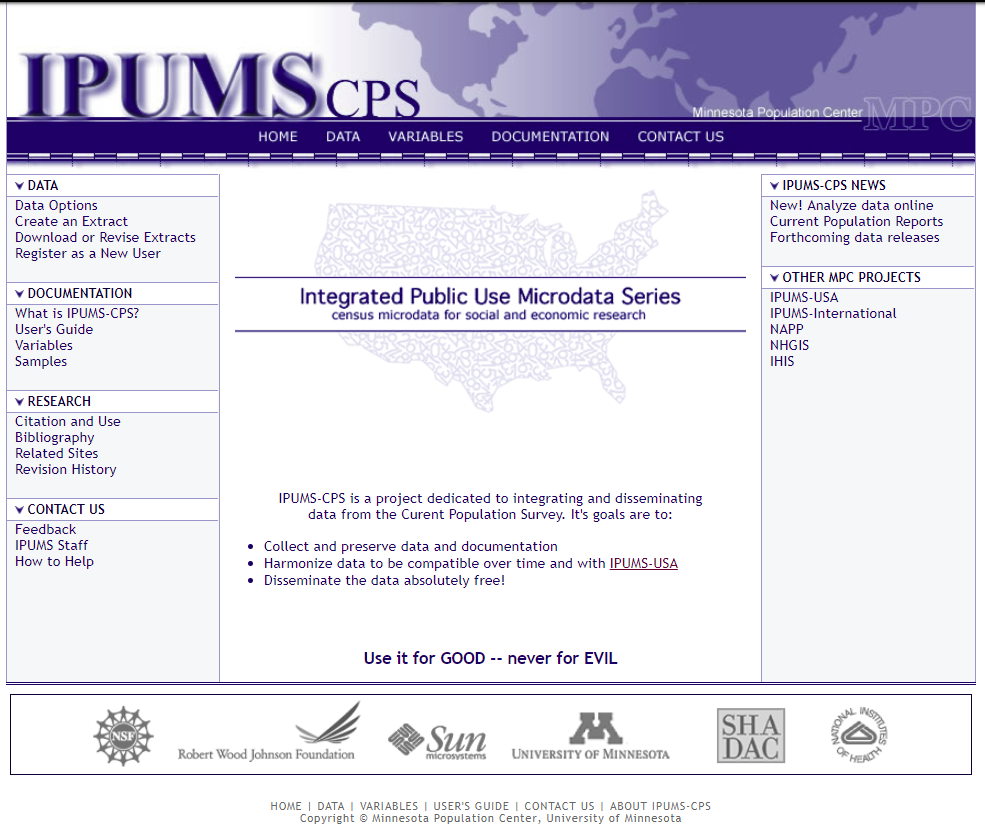 IPUMS CPS
Minnesota Population Center MPC
HOME DATA VARIABLES DOCUMENTATION CONTACT US
DATA
Data Options
Create an Extract
Download or Revise Extracts
Register as a New User
DOCUMENTATION
What is IPUMS-CPS?
User's Guide
Variables
Samples
RESEARCH
Citation and Use
Bibliography
Related Sites
Revision History
CONTACT US
Feedback
IPUMS Staff
How to Help
Integrated Public Use Microdata Series
census microdata for social and economic research
IPUMS-CPS is a project dedicated to integrating and disseminating
data from the Curent Population Survey. It's goals are to:
• Collect and preserve data and documentation
• Harmonize data to be compatible over time and with IPUMS-USA
• Disseminate the data absolutely free!
Use it for GOOD -- never for EVIL
IPUMS-CPS NEWS
New! Analyze data online
Current Population Reports
Forthcoming data releases
OTHER MPC PROJECTS
IPUMS-USA
IPUMS-International
NAPP
NHGIS
IHIS
NSF
Robert Wood Johnson Foundation
Sun
microsystems
M
UNIVERSITY OF MINNESOTA
SHA
DAC
NATIONAL INSTITUTES OF HEALTH
HOME | DATA | VARIABLES | USER'S GUIDE | CONTACT US | ABOUT IPUMS-CPS
Copyright © Minnesota Population Center, University of Minnesota